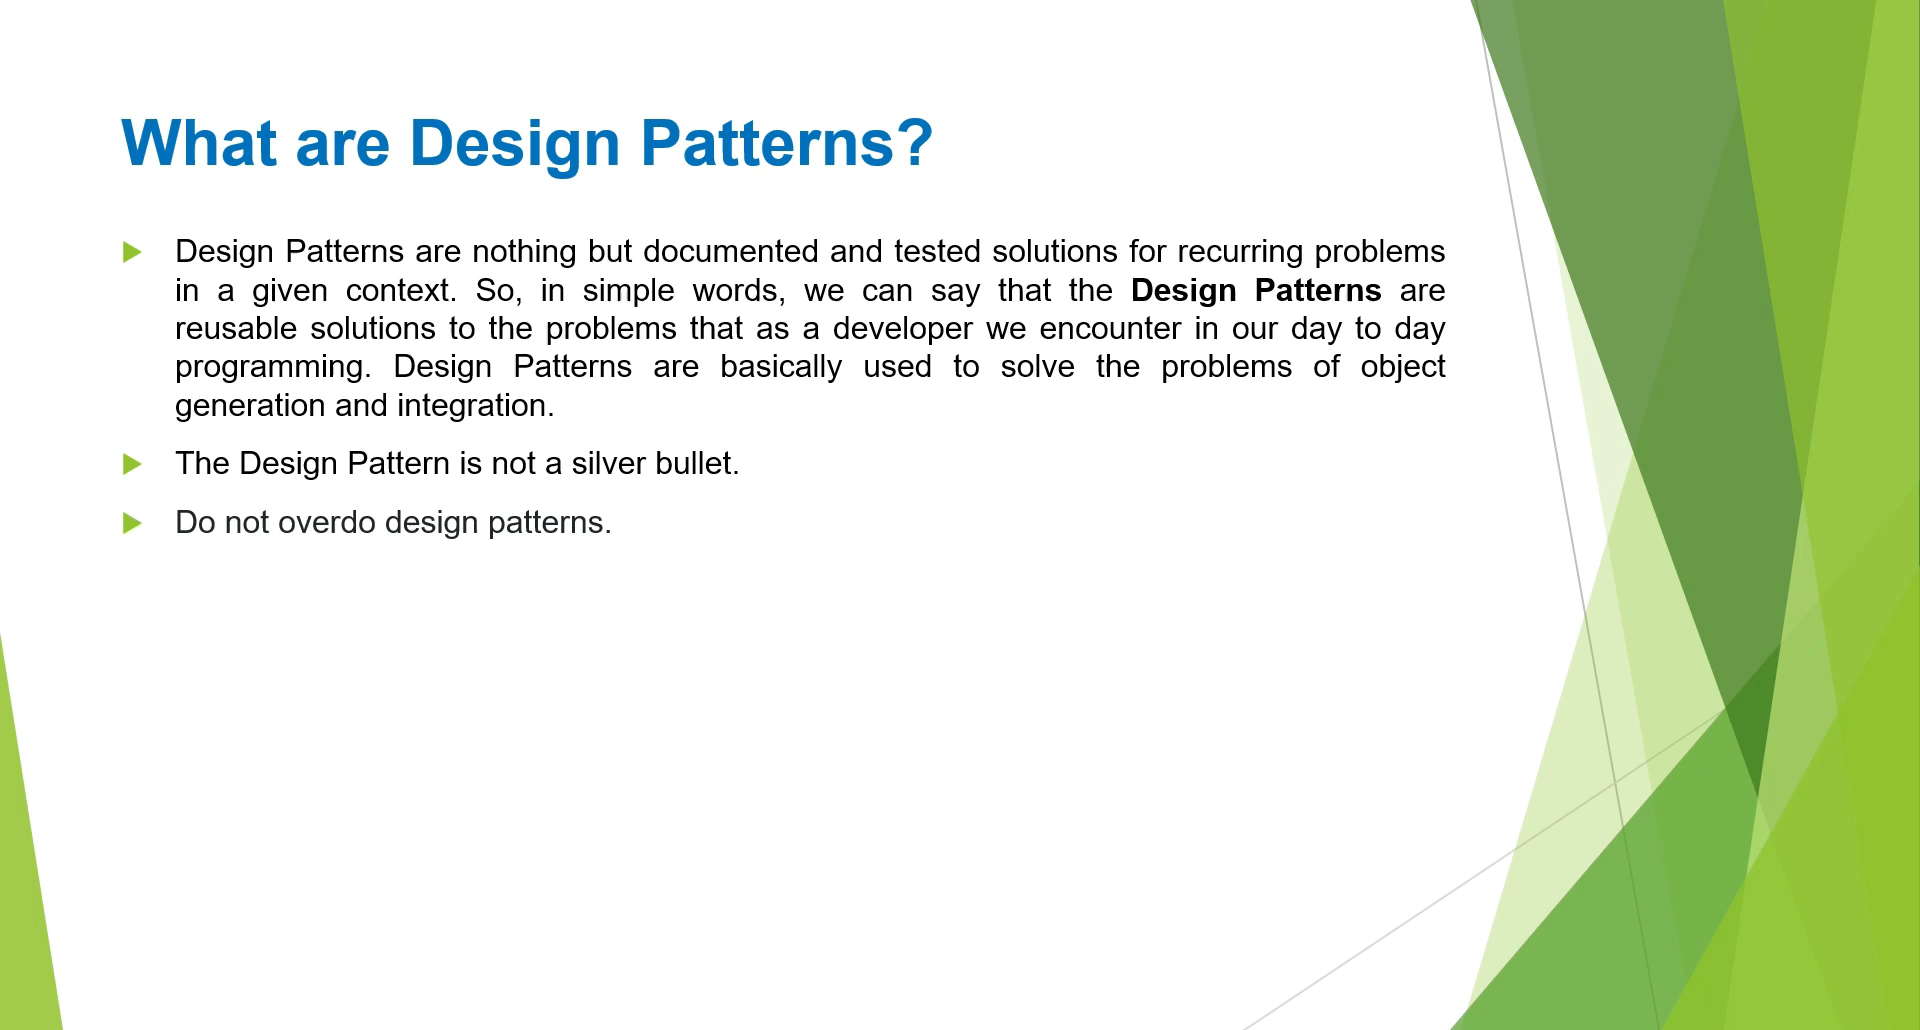 What are Design Patterns?
Design Patterns are nothing but documented and tested solutions for recurring problems
in a given context. So, in simple words, we can say that the Design Patterns are
reusable solutions to the problems that as a developer we encounter in our day to day
programming. Design Patterns are basically used to solve the problems of object
generation and integration.
The Design Pattern is not a silver bullet.
Do not overdo design patterns.